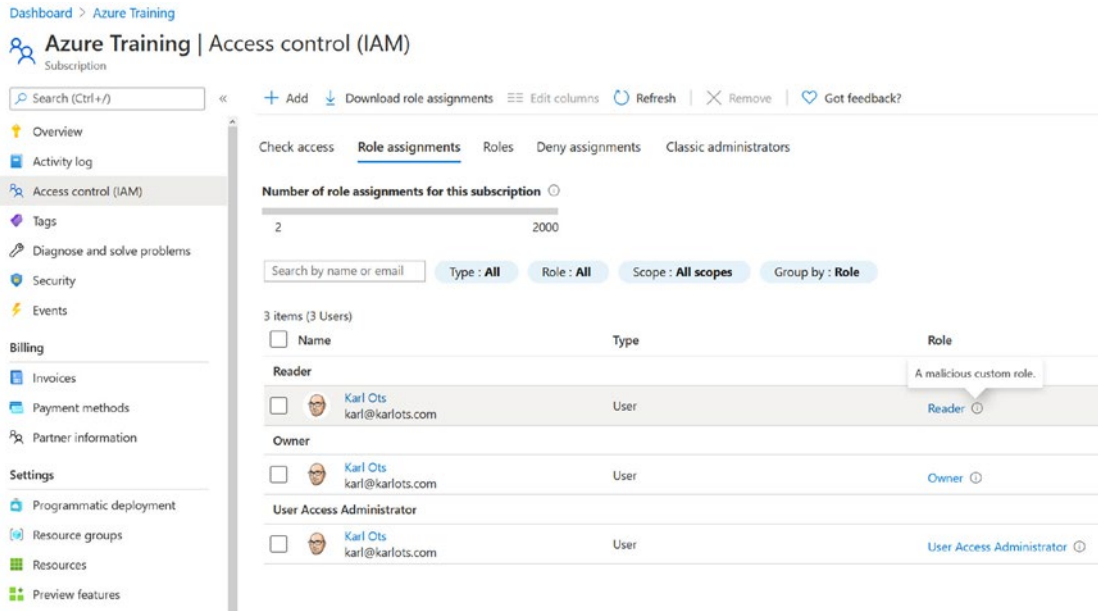 Dashboard > Azure Training
Azure Training | Access control (IAM)
Subscription
Search (Ctrl+/)
«
Overview
Activity log
Access control (IAM)
Tags
Diagnose and solve problems
Security
Events
Billing
Invoices
Payment methods
Partner information
Settings
Programmatic deployment
Resource groups
Resources
Preview features
+ Add Download role assignments Edit columns Refresh | Remove | Got feedback?
Check access Role assignments Roles Deny assignments Classic administrators
Number of role assignments for this subscription
2 2000
Search by name or email Type : All Role : All Scope : All scopes Group by : Role
3 items (3 Users)
Name Type Role
Reader
A malicious custom role.
Karl Ots
karl@karlots.com
User
Reader
Owner
Karl Ots
karl@karlots.com
User
Owner
User Access Administrator
Karl Ots
karl@karlots.com
User
User Access Administrator